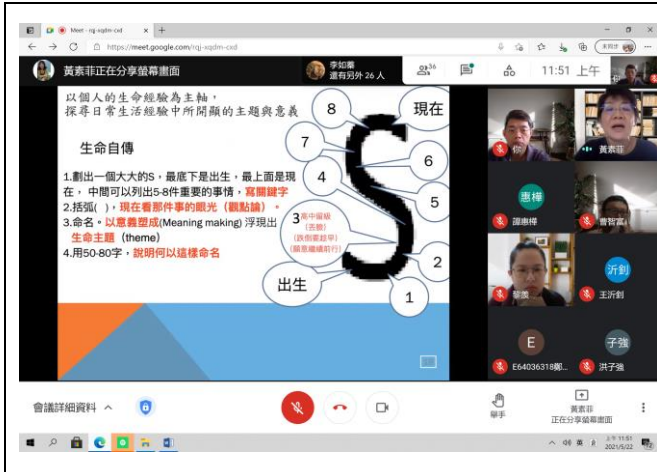 Meet - rqj-xqdm-cxd
https://meet.google.com/rqj-xqdm-cxd
黃素菲正在分享螢幕畫面
李如蓁
還有另外 26 人
36
11:51 上午
以個人的生命經驗為主軸，
探尋日常生活經驗中所開顯的主題與意義
生命自傳
1.劃出一個大大的S，最底下是出生，最上面是現
在， 中間可以列出5-8件重要的事情，寫關鍵字
2.括弧( )，現在看那件事的眼光（觀點論）。
3.命名。以意義塑成(Meaning making) 浮現出
生命主題（theme）
4.用50-80字，說明何以這樣命名
現在
8
7
6
5
4
3高中留級
(丟臉)
(跌倒要趁早)
(願意繼續前行)
2
1
出生
你
黃素菲
惠樺
曹智富
沂釗
王沂釗
E
E64036318鄭...
子強
洪子強
會議詳細資料
舉手
黃素菲
正在分享螢幕畫面
英
上午 11:51
2021/5/22